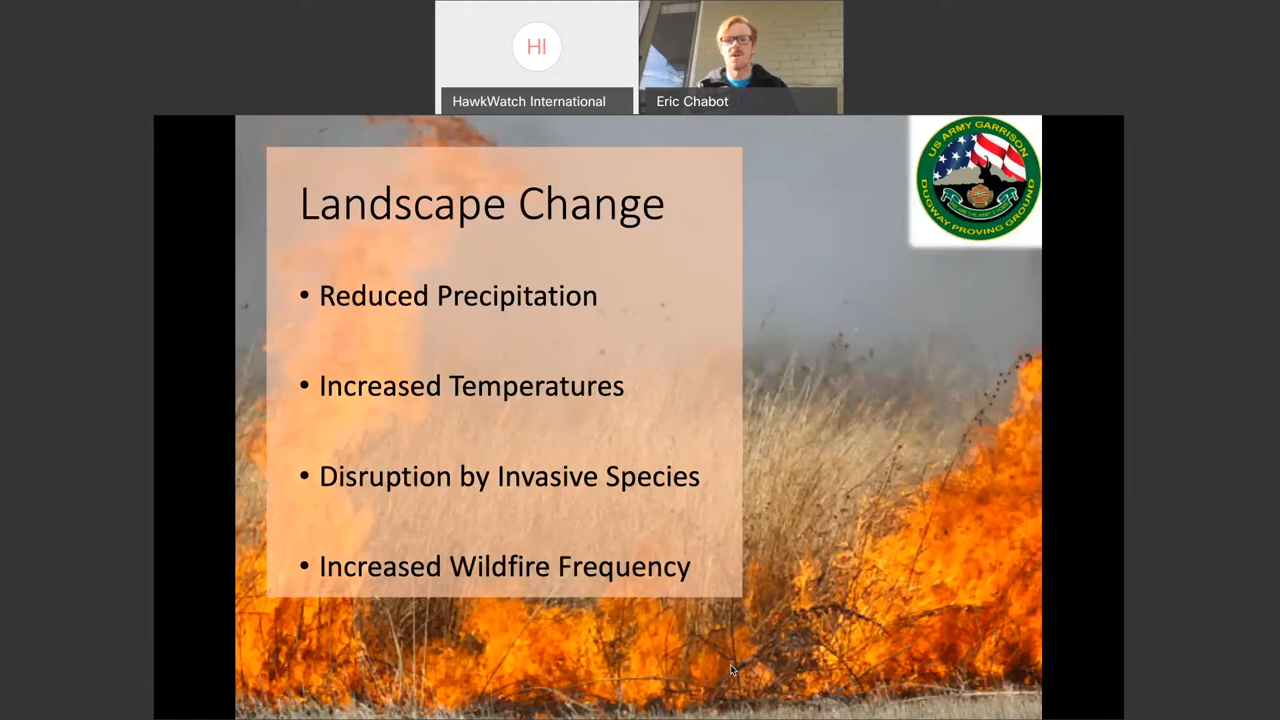 HI
HawkWatch International
Eric Chabot
US ARMY GARRISON
DUGWAY PROVING GROUND
Landscape Change
• Reduced Precipitation
• Increased Temperatures
• Disruption by Invasive Species
• Increased Wildfire Frequency